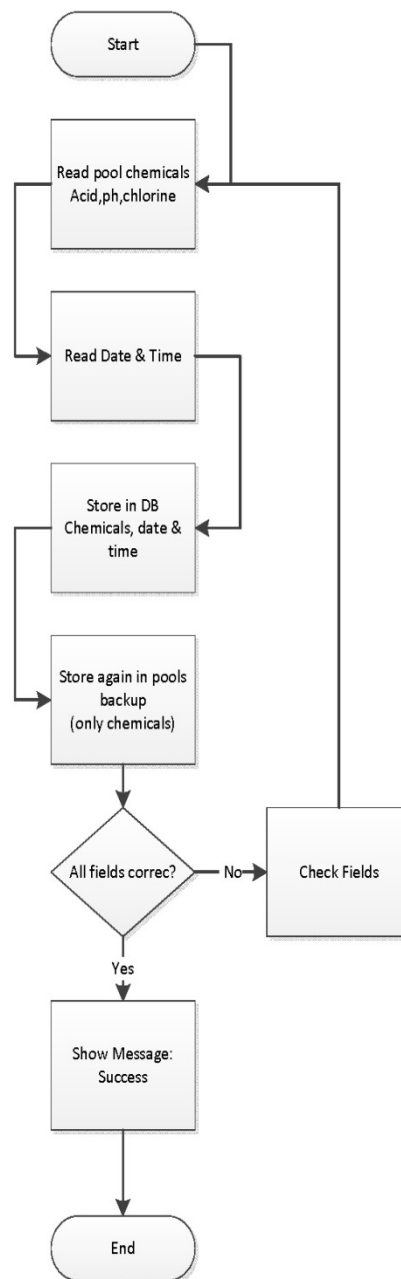 Start
Read pool chemicals
Acid,ph,chlorine
Read Date & Time
Store in DB
Chemicals, date &
time
Store again in pools
backup
(only chemicals)
All fields correc?
No
Check Fields
Yes
Show Message:
Success
End